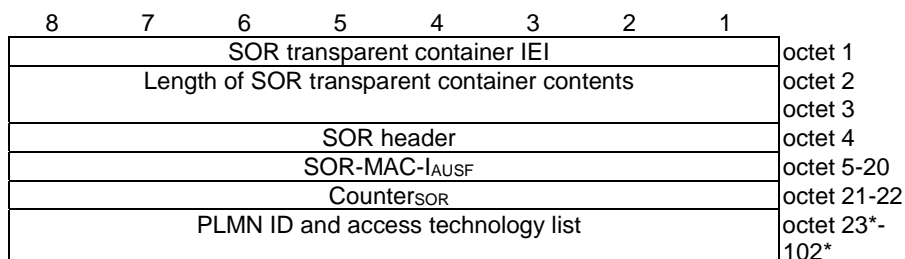 8 7 6 5 4 3 2 1
SOR transparent container IEI octet 1
Length of SOR transparent container contents octet 2
octet 3
SOR header octet 4
SOR-MAC-IAUSF octet 5-20
CounterSOR octet 21-22
PLMN ID and access technology list octet 23*-
102*